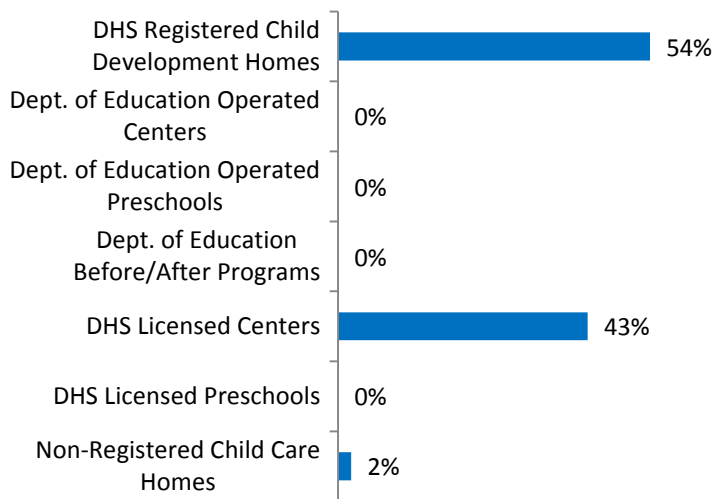 DHS Registered Child
Development Homes
54%
Dept. of Education Operated
Centers
0%
Dept. of Education Operated
Preschools
0%
Dept. of Education
Before/After Programs
0%
DHS Licensed Centers
43%
DHS Licensed Preschools
0%
Non-Registered Child Care
Homes
2%